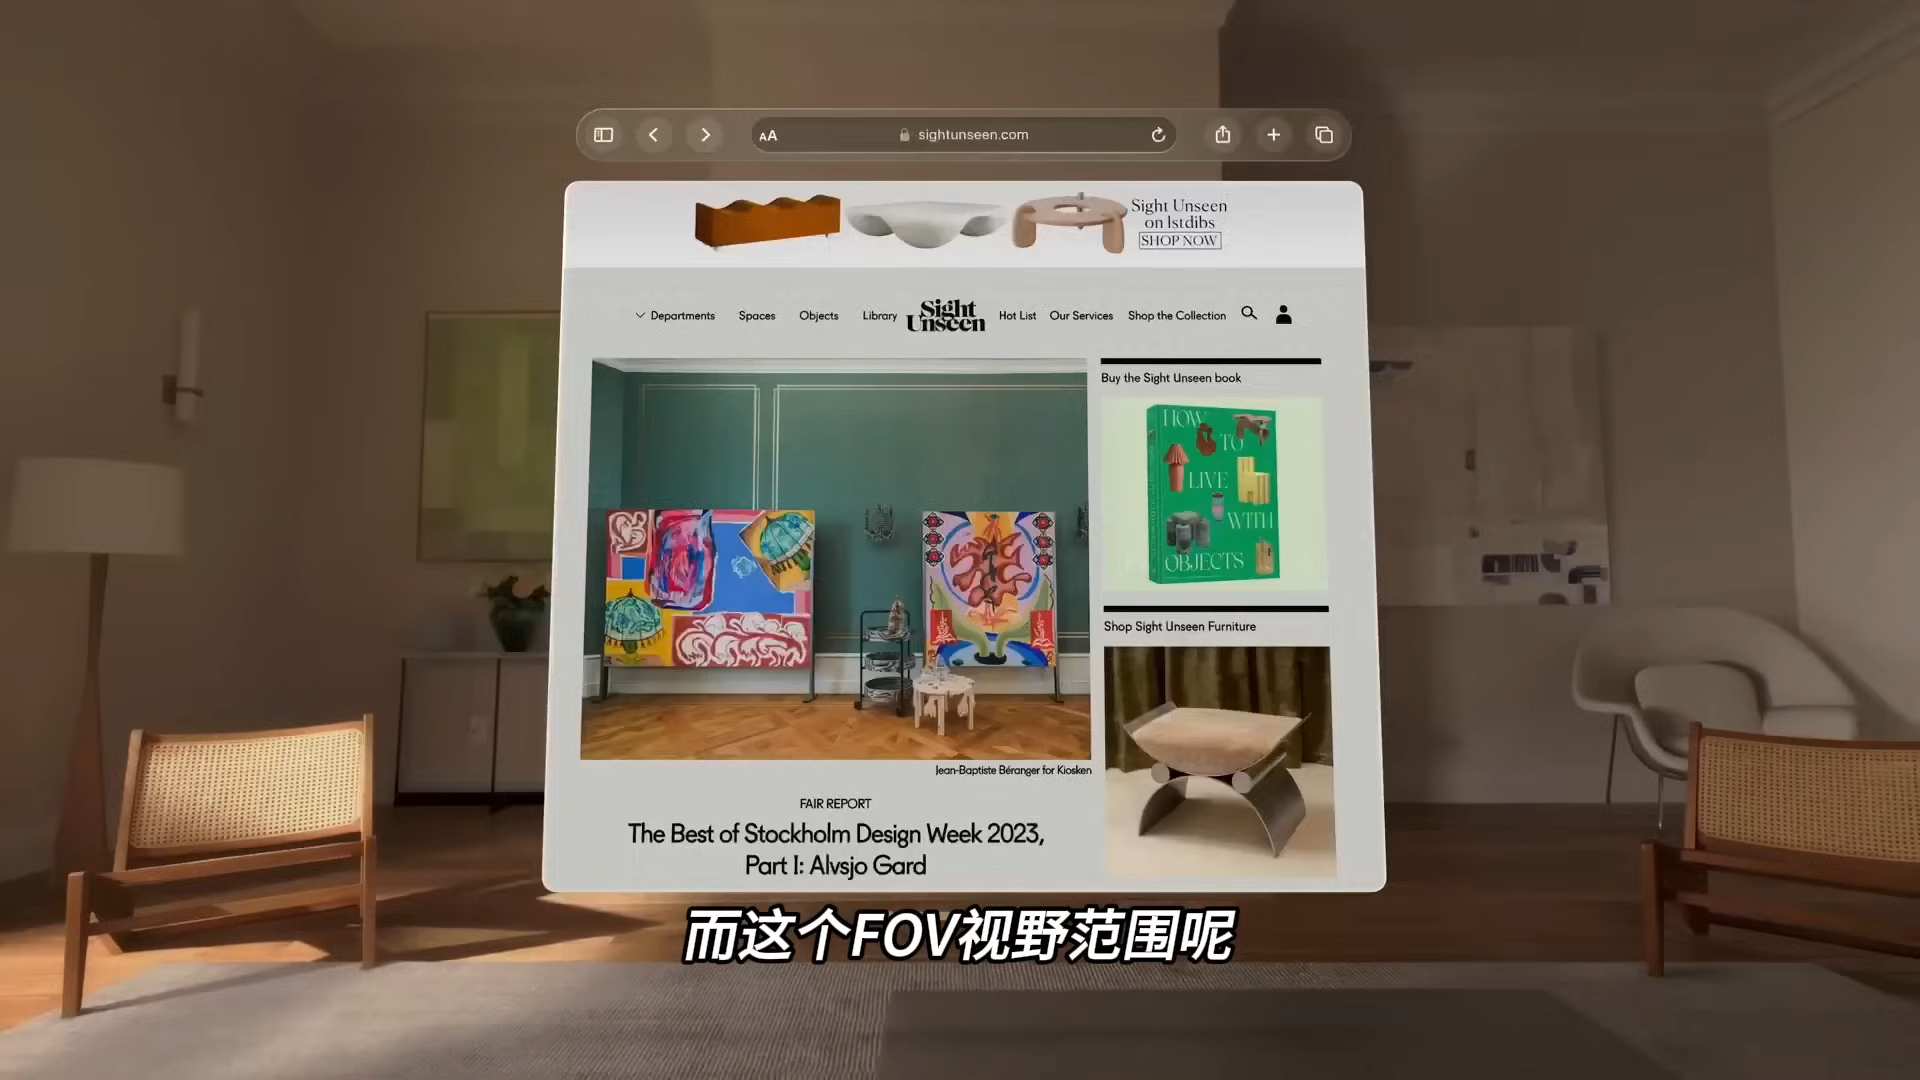 AA
sightunseen.com
Sight Unseen
on 1stdibs
SHOP NOW
Departments
Spaces
Objects
Library
Sight
Unseen
Hot List
Our Services
Shop the Collection
Buy the Sight Unseen book
HOW
TO
LIVE
WITH
OBJECTS
Jean-Baptiste Béranger for Kiosken
Shop Sight Unseen Furniture
FAIR REPORT
The Best of Stockholm Design Week 2023,
Part I: Alvsjo Gard
而这个FOV视野范围呢